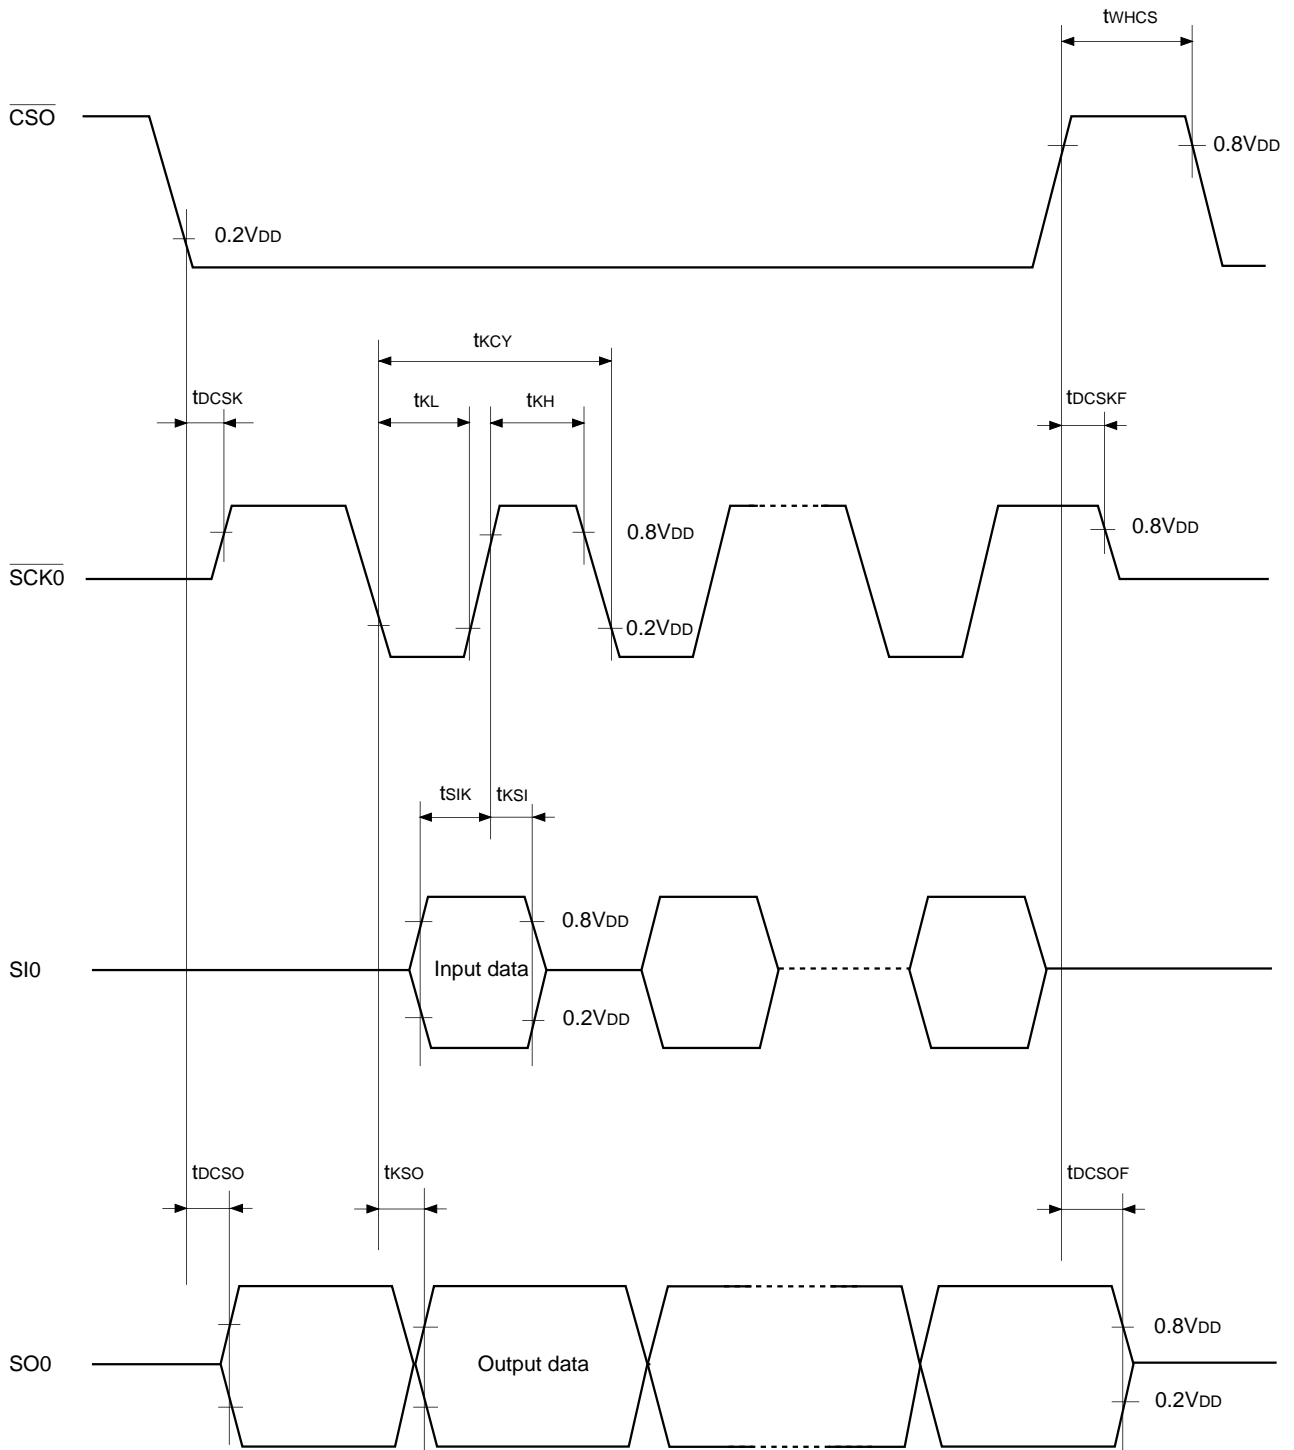 tWHCS
CSO
0.8VDD
0.2VDD
tKCY
tDCSK
tKL
tKH
tDCSKF
0.8VDD
0.8VDD
SCK0
0.2VDD
tSIK
tKSI
0.8VDD
SI0
Input data
0.2VDD
tDCSO
tKSO
tDCSOF
0.8VDD
SO0
Output data
0.2VDD